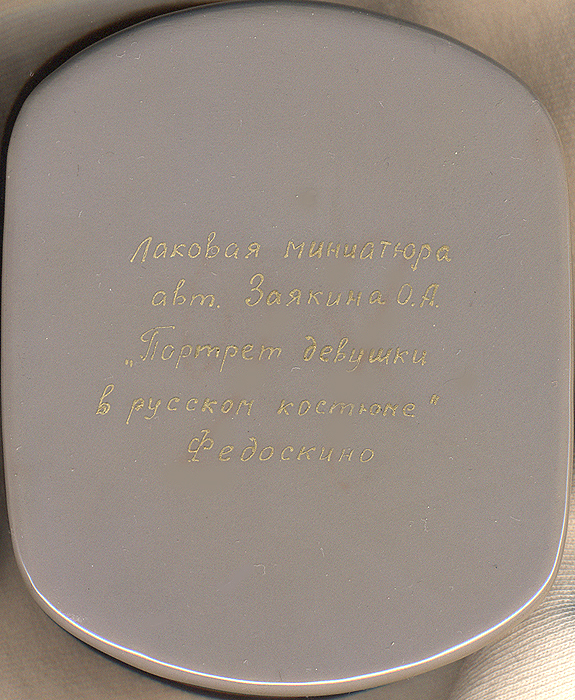 Лаковая миниатюра
авт. Заякина О.А.
„Портрет девушки
в русском костюме"
Федоскино